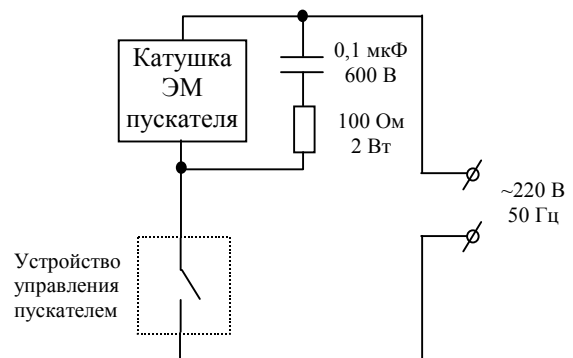 Катушка
ЭМ
пускателя
0,1 мкФ
600 В
100 Ом
2 Вт
~220 В
50 Гц
Устройство
управления
пускателем